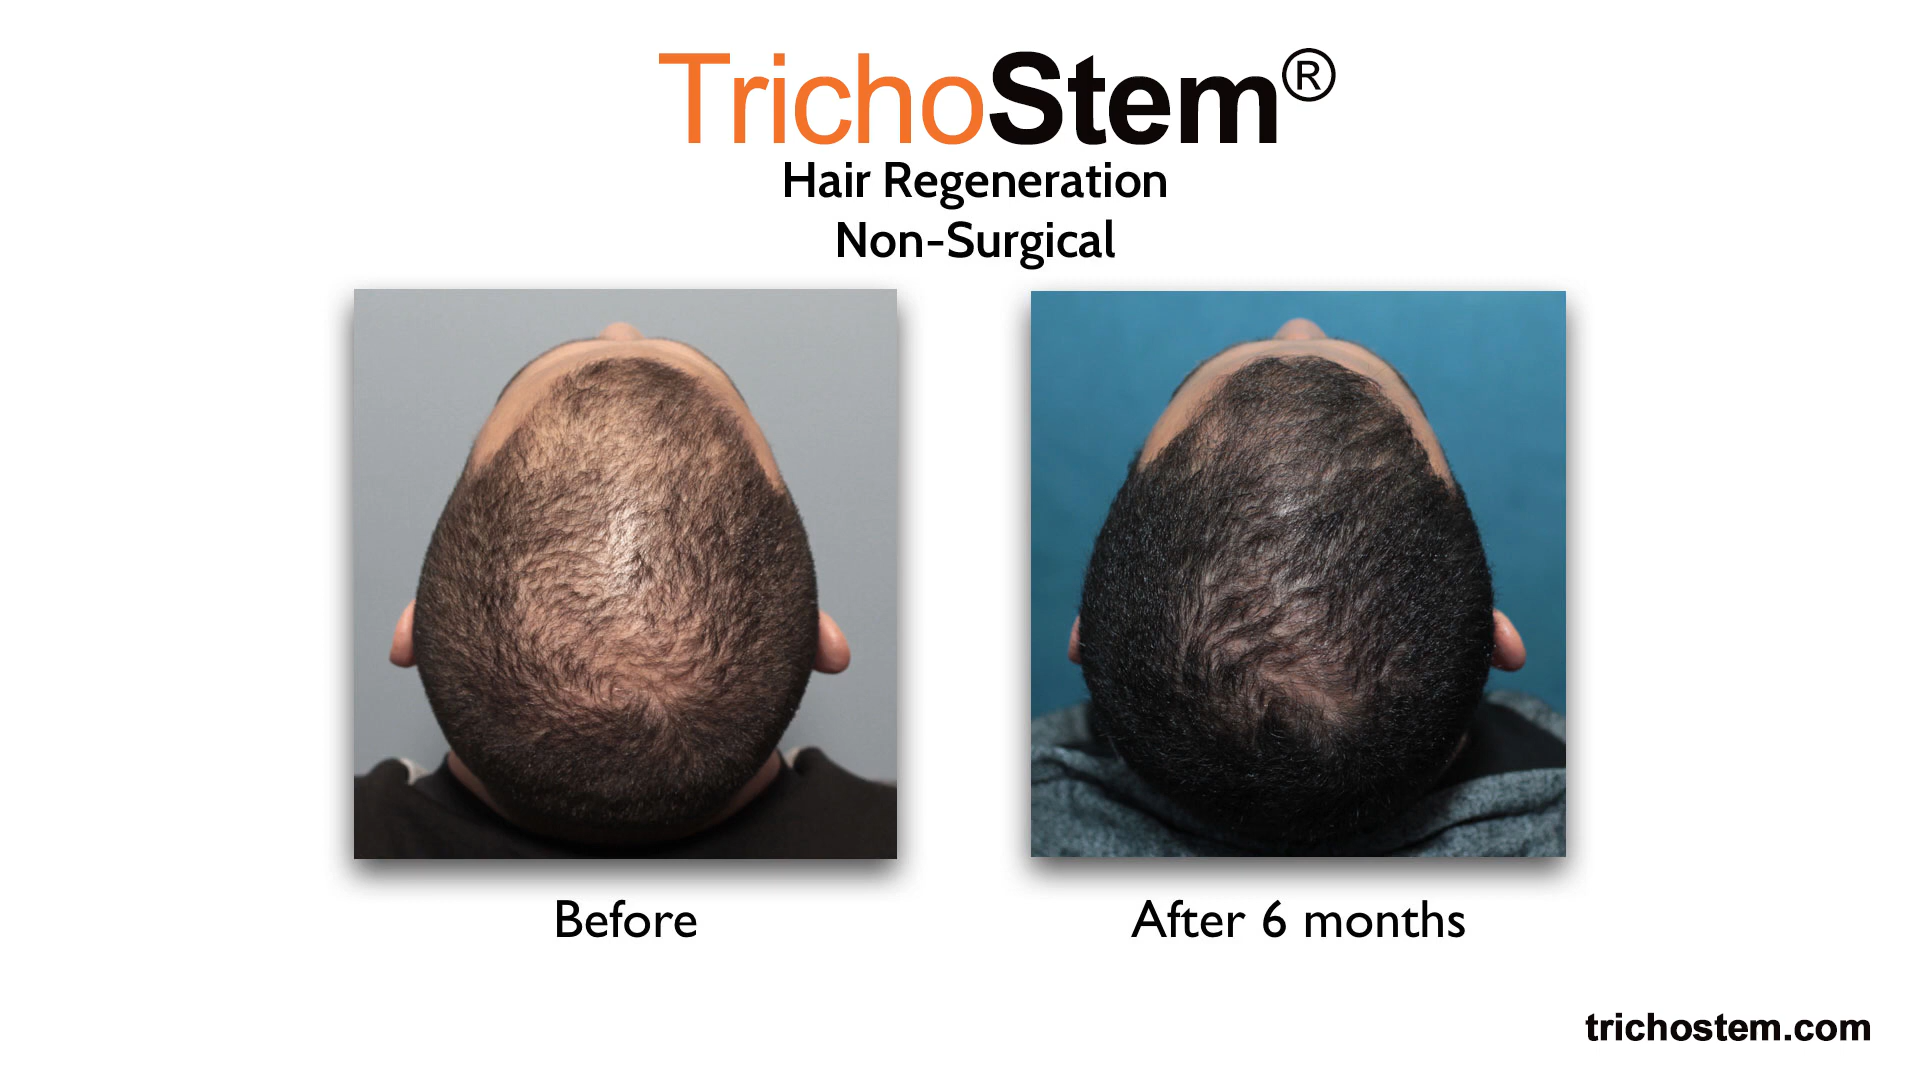 TrichoStem®
Hair Regeneration
Non-Surgical
Before
After 6 months
trichostem.com